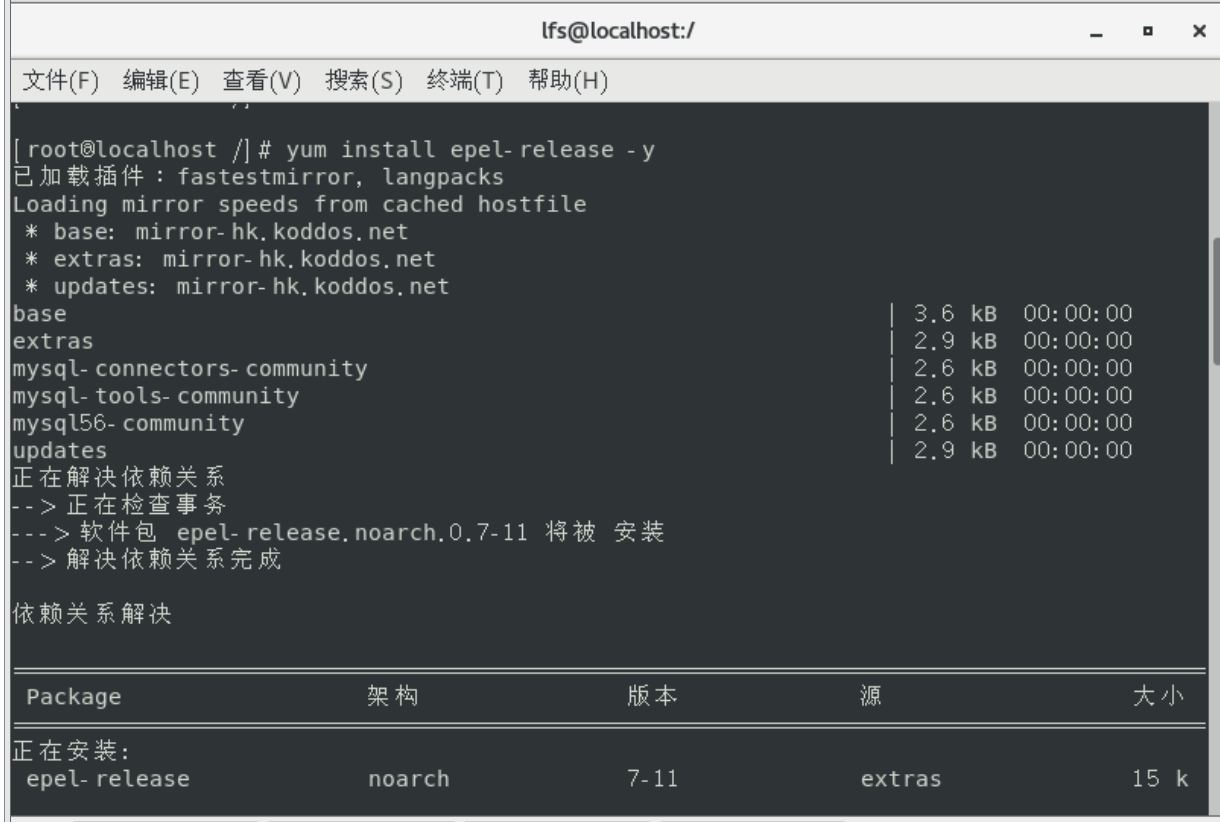 lfs@localhost:/
文件(F) 编辑(E) 查看(V) 搜索(S) 终端(T) 帮助(H)
[root@localhost /]# yum install epel-release -y
已加载插件：fastestmirror, langpacks
Loading mirror speeds from cached hostfile
 * base: mirror-hk.koddos.net
 * extras: mirror-hk.koddos.net
 * updates: mirror-hk.koddos.net
base | 3.6 kB 00:00:00
extras | 2.9 kB 00:00:00
mysql-connectors-community | 2.6 kB 00:00:00
mysql-tools-community | 2.6 kB 00:00:00
mysql56-community | 2.6 kB 00:00:00
updates | 2.9 kB 00:00:00
正在解决依赖关系
--> 正在检查事务
---> 软件包 epel-release.noarch.0.7-11 将被 安装
--> 解决依赖关系完成
依赖关系解决
Package 架构 版本 源 大小
正在安装:
epel-release noarch 7-11 extras 15 k